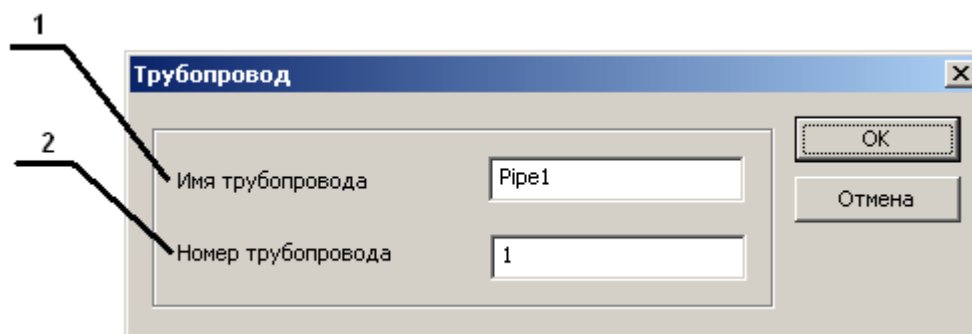 1
Трубопровод
2
OK
Имя трубопровода
Pipe1
Отмена
Номер трубопровода
1